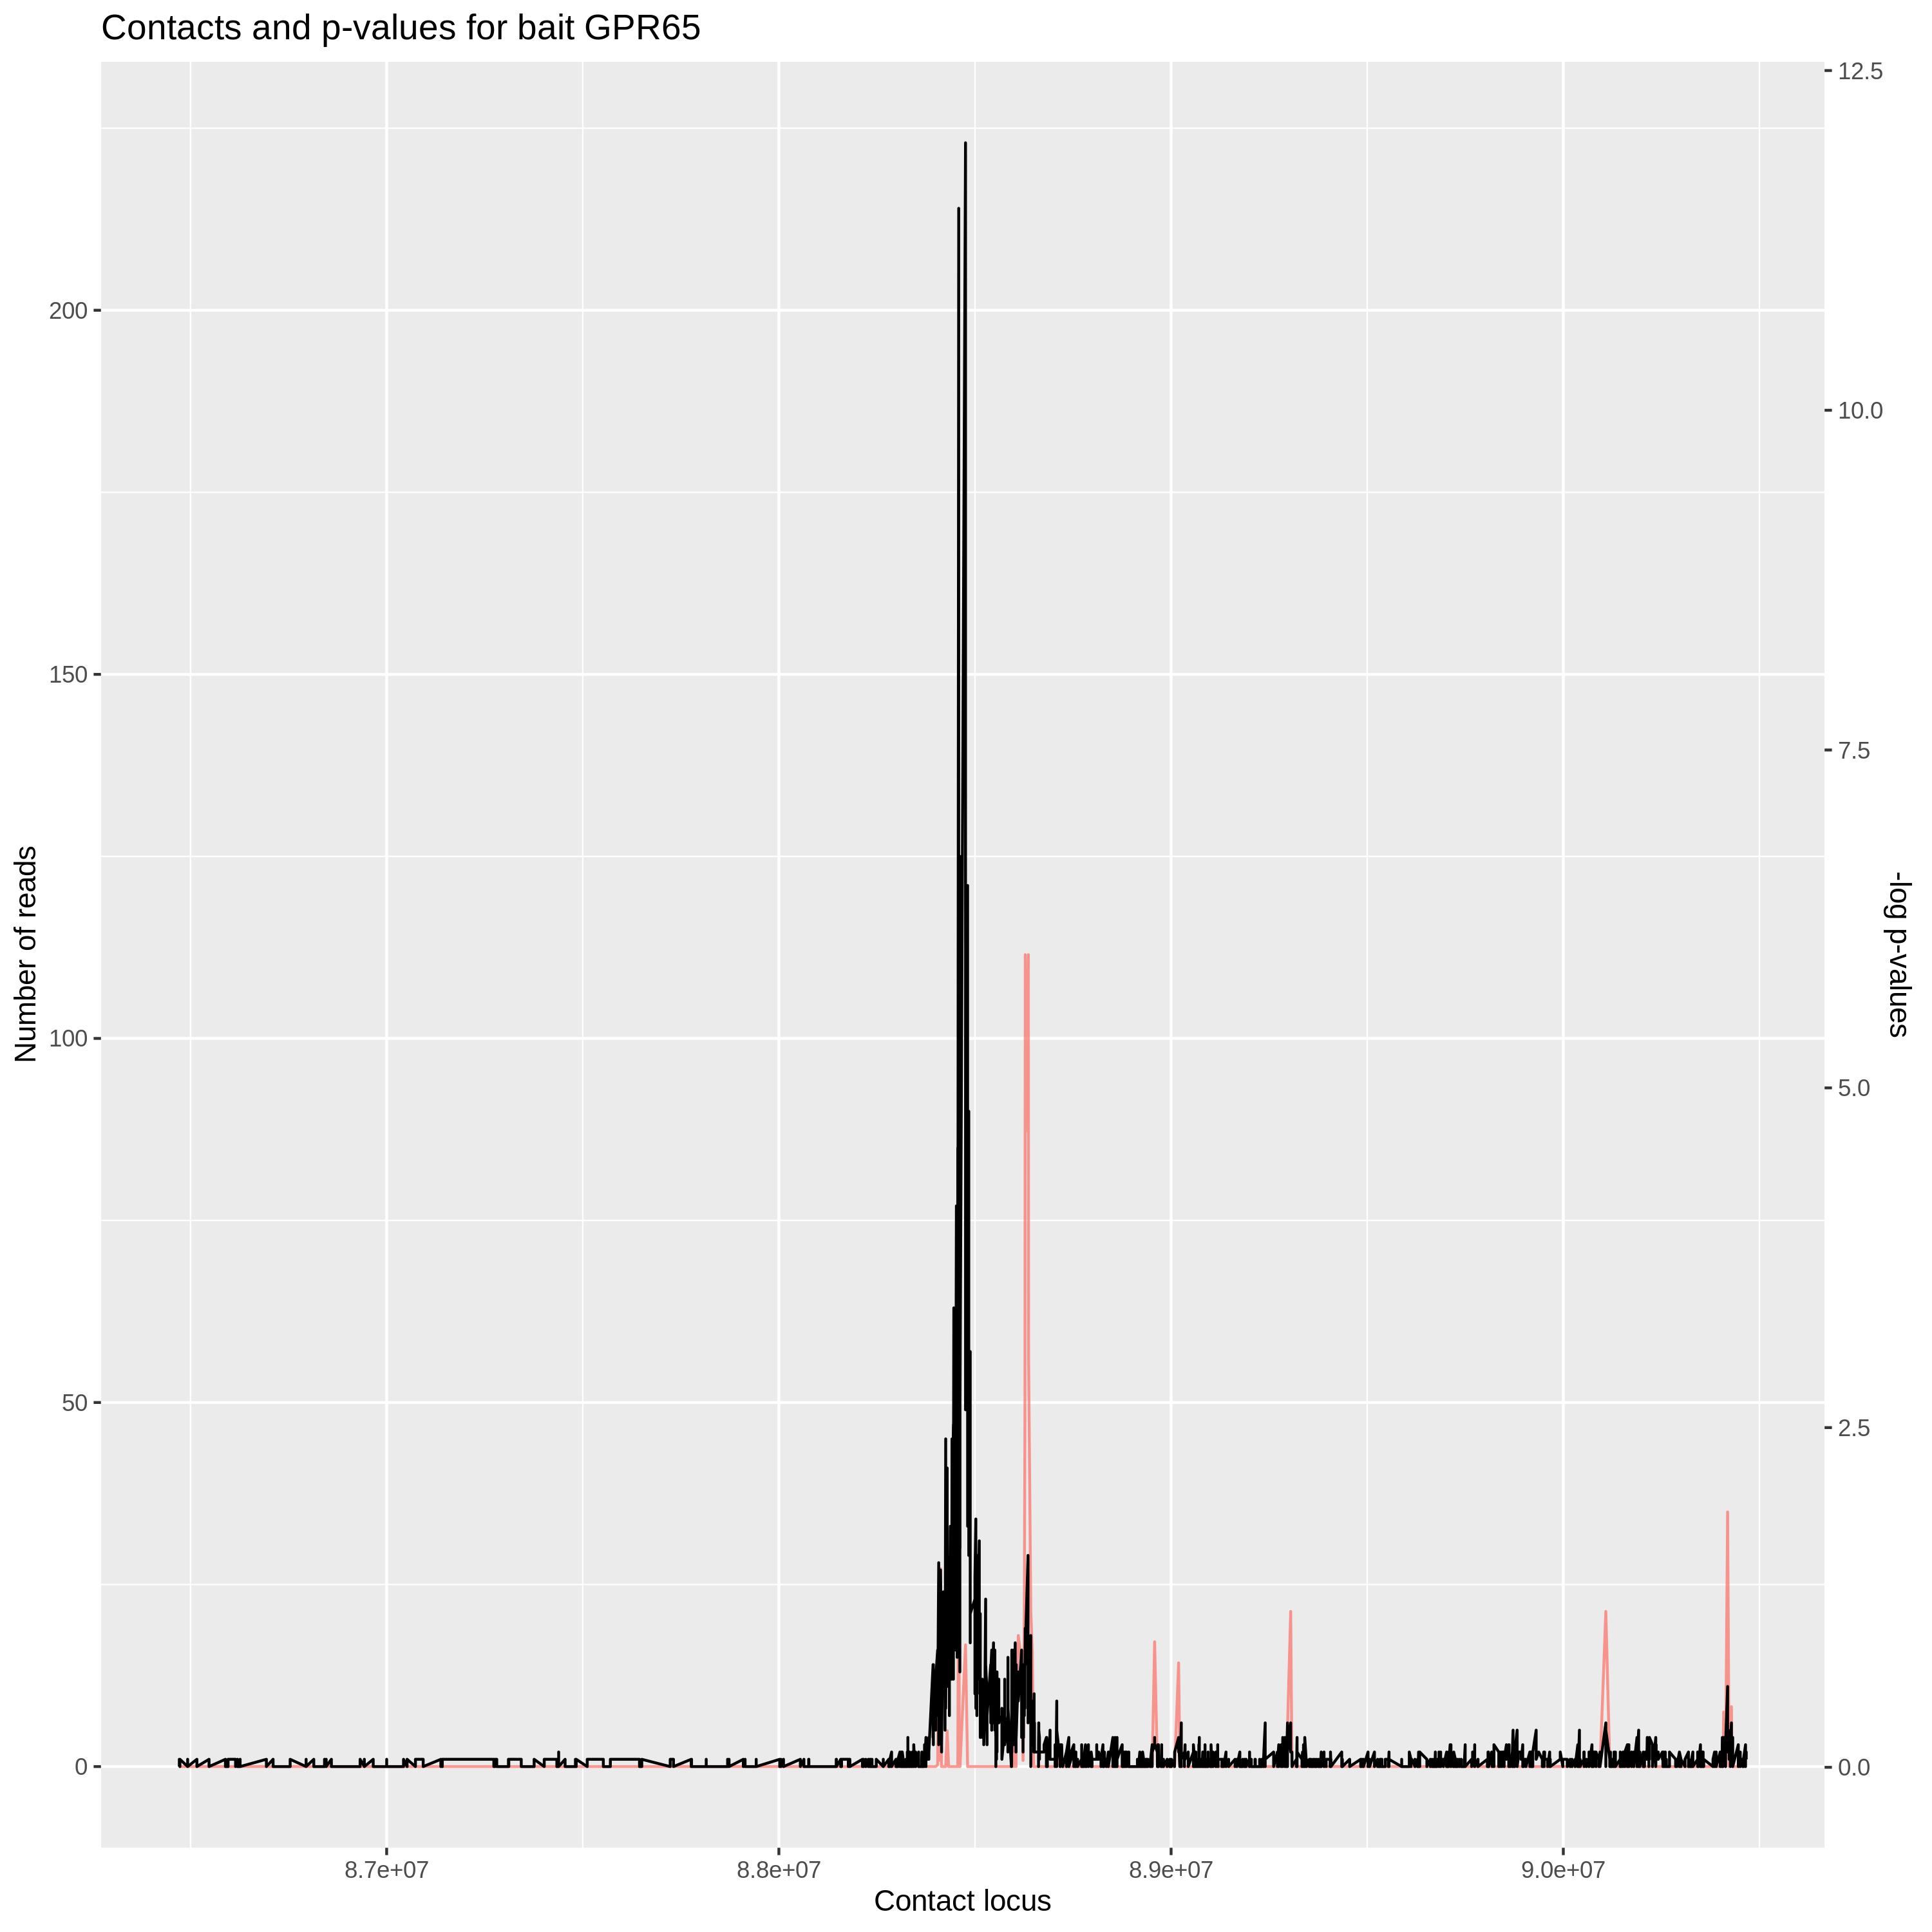 Contacts and p-values for bait GPR65
12.5
200
10.0
150
7.5
Number of reads
-log p-values
100
5.0
50
2.5
0
0.0
8.7e+07
8.8e+07
8.9e+07
9.0e+07
Contact locus